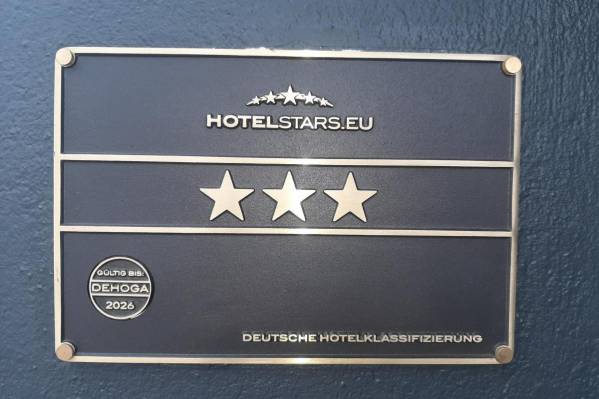 HOTELSTARS.EU
GÜLTIG BIS:
DEHOGA
2026
DEUTSCHE HOTELKLASSIFIZIERUNG